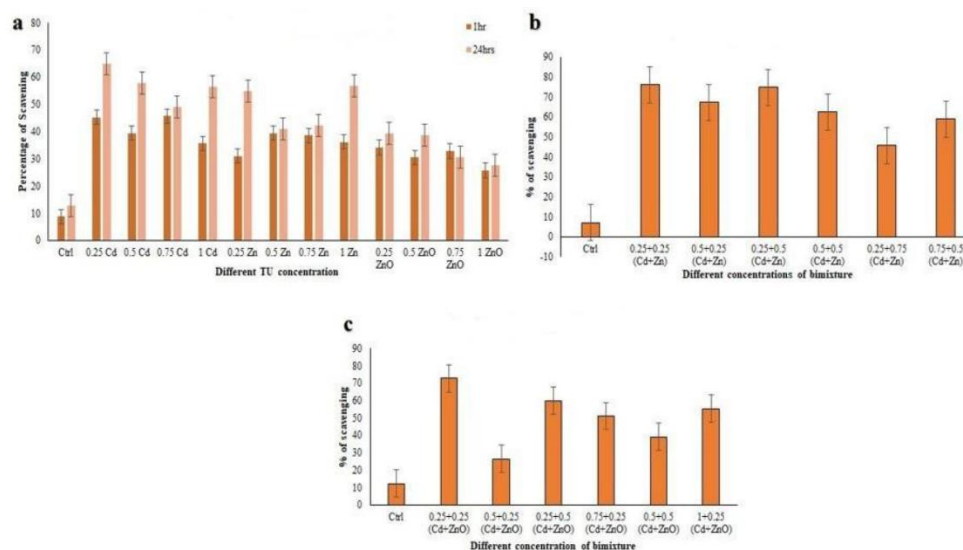 a
80
70
60
50
40
30
20
10
0
Percentage of Scavening
1hr
24hrs
Ctrl 0.25 Cd 0.5 Cd 0.75 Cd 1 Cd 0.25 Zn 0.5 Zn 0.75 Zn 1 Zn 0.25 0.5 ZnO 0.75 1 ZnO
ZnO ZnO
Different TU concentration
b
90
80
70
60
50
40
30
20
10
0
-10
% of scavenging
Ctrl 0.25+0.25 0.5+0.25 0.25+0.5 0.5+0.5 0.25+0.75 0.75+0.5
(Cd+Zn) (Cd+Zn) (Cd+Zn) (Cd+Zn) (Cd+Zn) (Cd+Zn)
Different concentrations of bimixture
c
90
80
70
60
50
40
30
20
10
0
% of scavenging
Ctrl 0.25+0.25 0.5+0.25 0.25+0.5 0.75+0.25 0.5+0.5 1+0.25
(Cd+ZnO) (Cd+ZnO) (Cd+ZnO) (Cd+ZnO) (Cd+ZnO) (Cd+ZnO)
Different concentration of bimixture